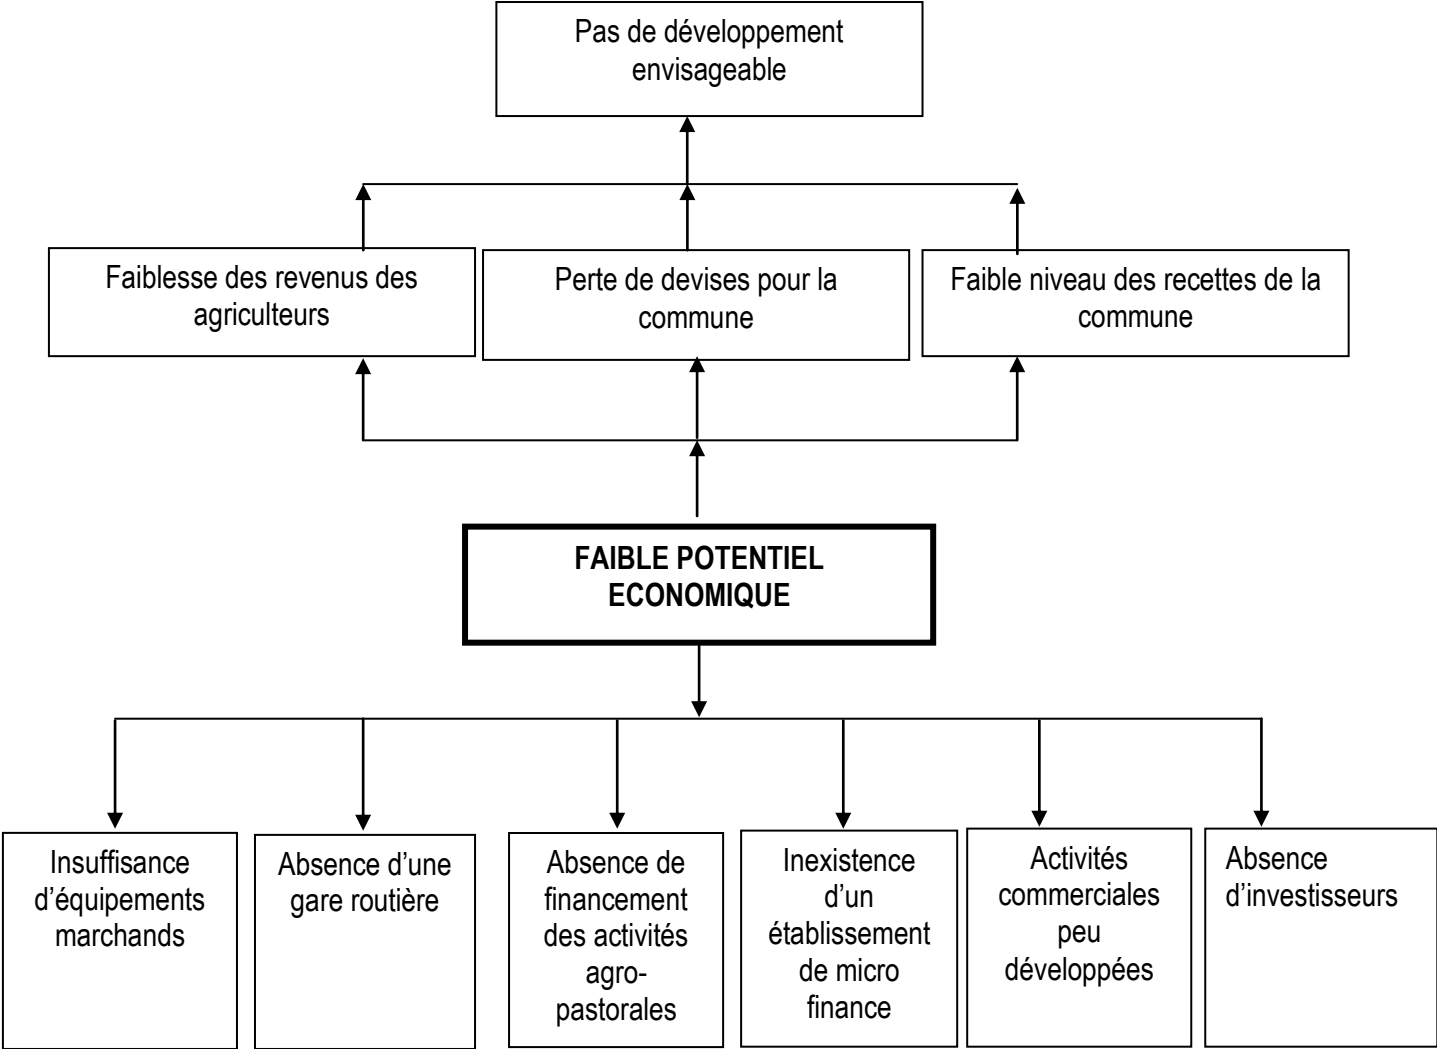 Pas de développement
envisageable
Faiblesse des revenus des
agriculteurs
Perte de devises pour la
commune
Faible niveau des recettes de la
commune
FAIBLE POTENTIEL
ECONOMIQUE
Insuffisance
d’équipements
marchands
Absence d’une
gare routière
Absence de
financement
des activités
agro-
pastorales
Inexistence
d’un
établissement
de micro
finance
Activités
commerciales
peu
développées
Absence
d’investisseurs